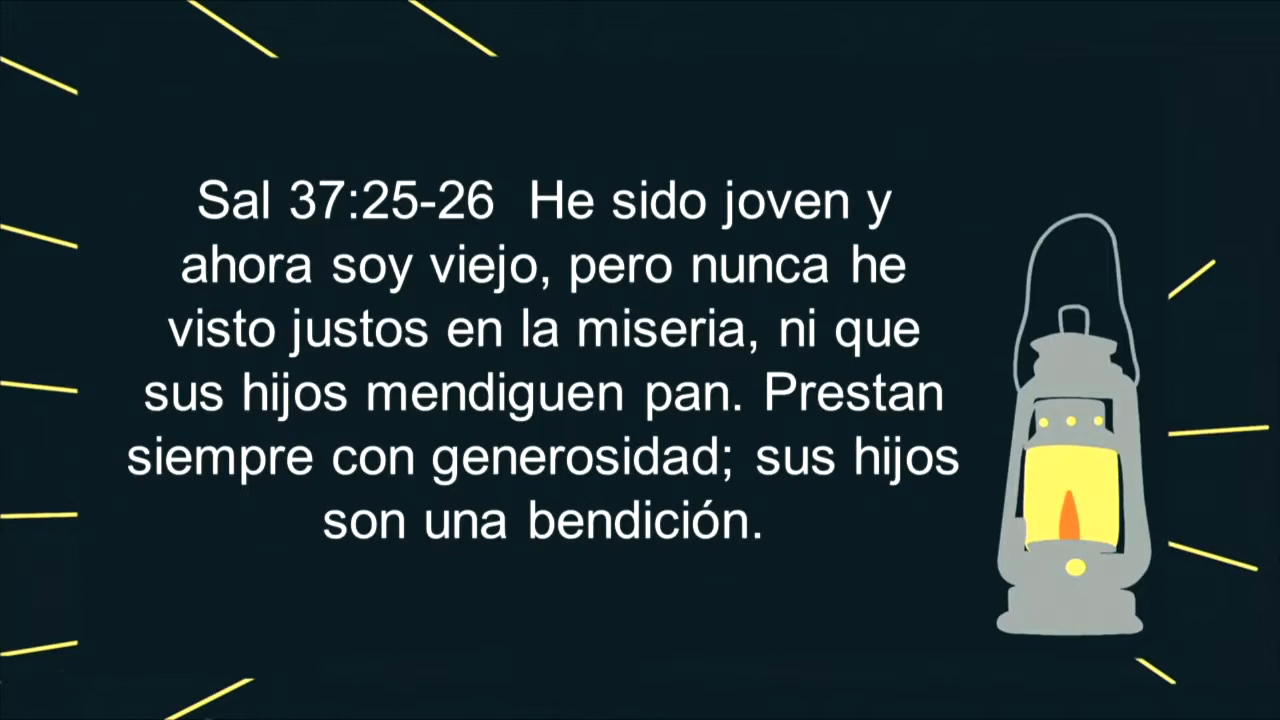 Sal 37:25-26  He sido joven y
ahora soy viejo, pero nunca he
visto justos en la miseria, ni que
sus hijos mendiguen pan. Prestan
siempre con generosidad; sus hijos
son una bendición.